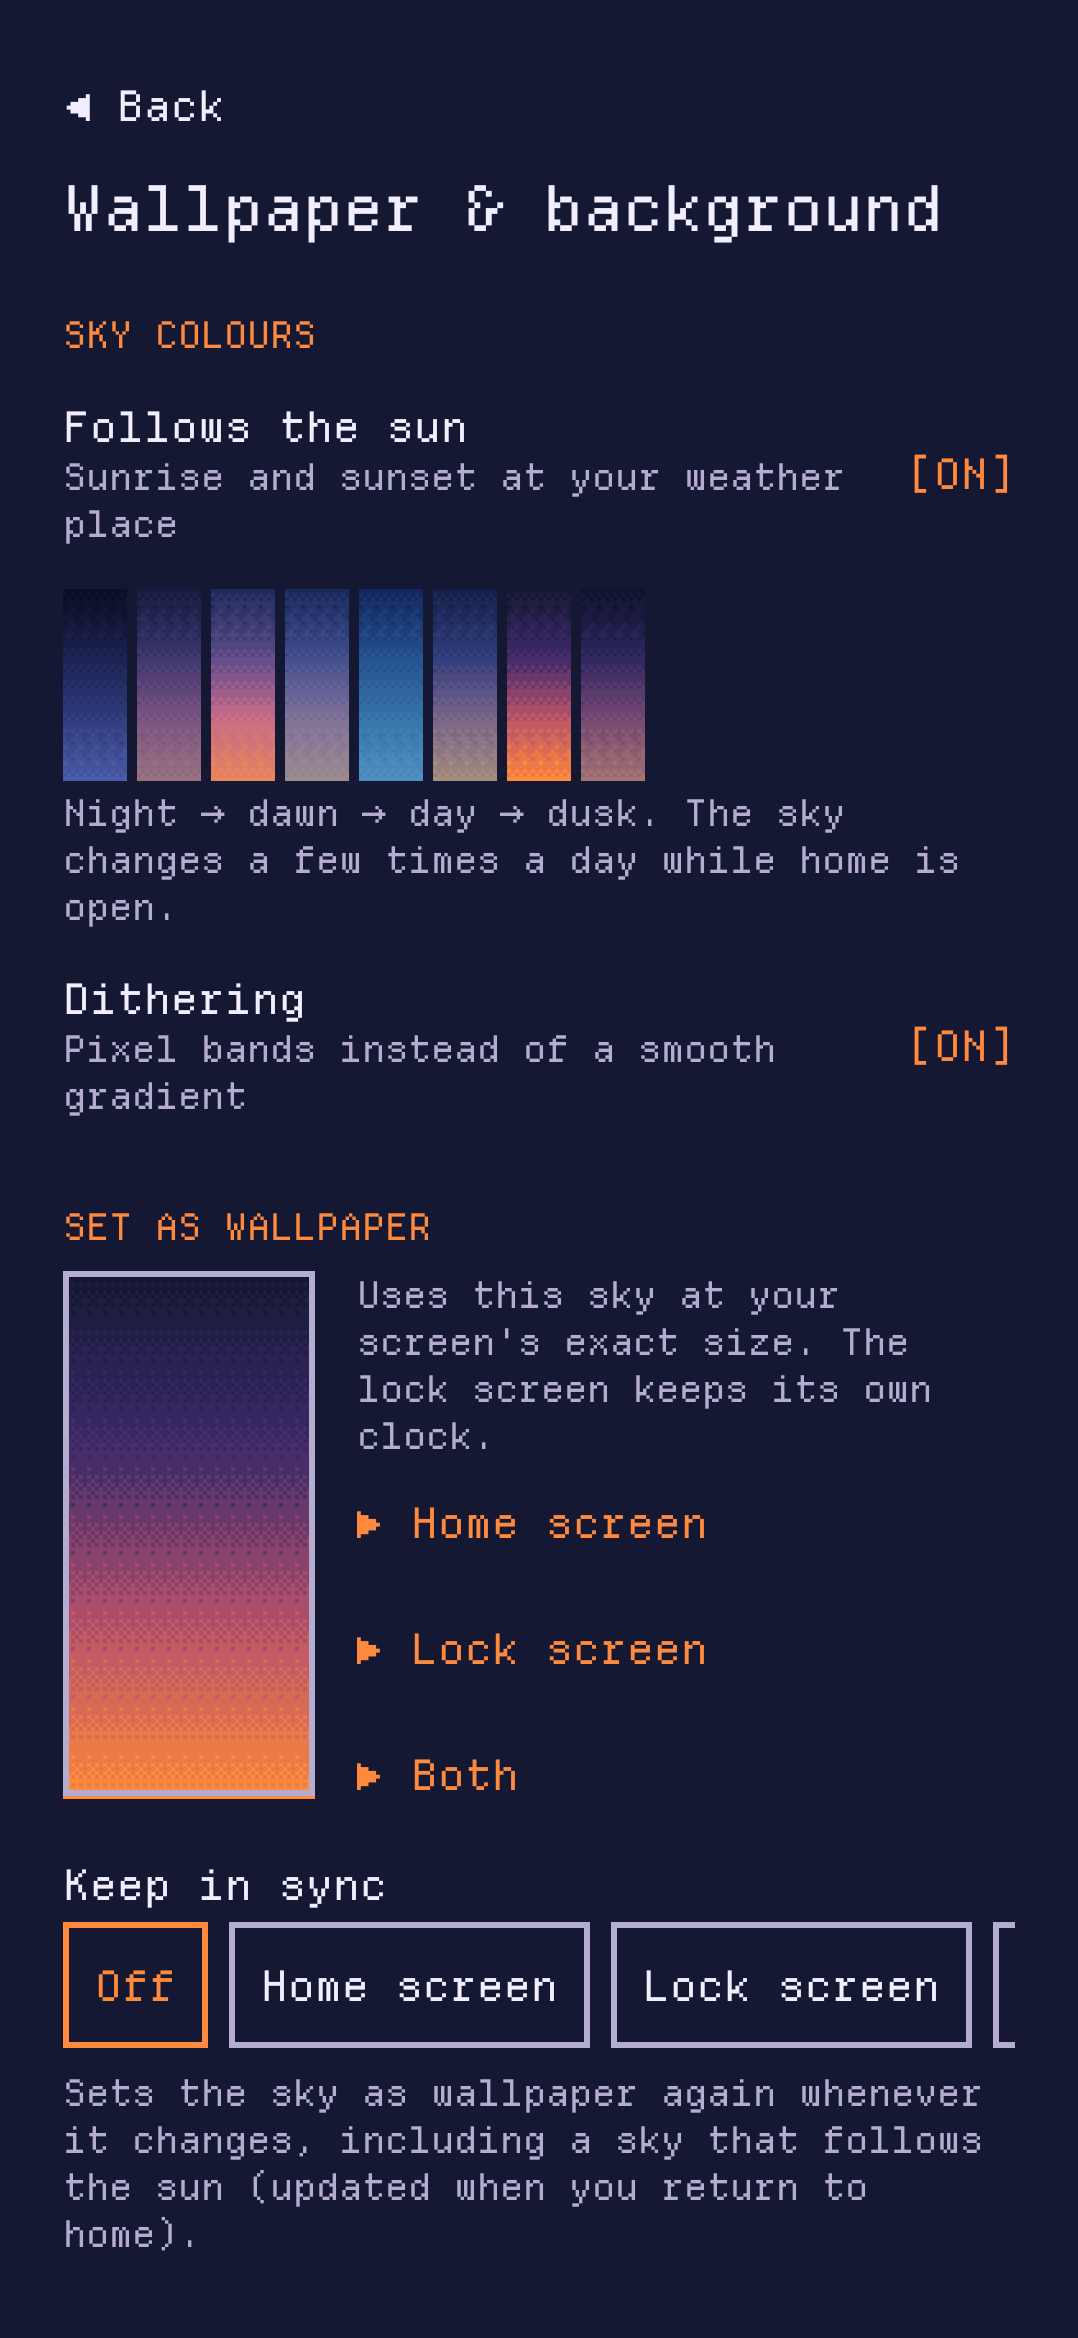 ◀ Back
Wallpaper & background
SKY COLOURS
Follows the sun
Sunrise and sunset at your weather
place
[ON]
Night → dawn → day → dusk. The sky
changes a few times a day while home is
open.
Dithering
Pixel bands instead of a smooth
gradient
[ON]
SET AS WALLPAPER
Uses this sky at your
screen's exact size. The
lock screen keeps its own
clock.
▶ Home screen
▶ Lock screen
▶ Both
Keep in sync
Off
Home screen
Lock screen
Sets the sky as wallpaper again whenever
it changes, including a sky that follows
the sun (updated when you return to
home).